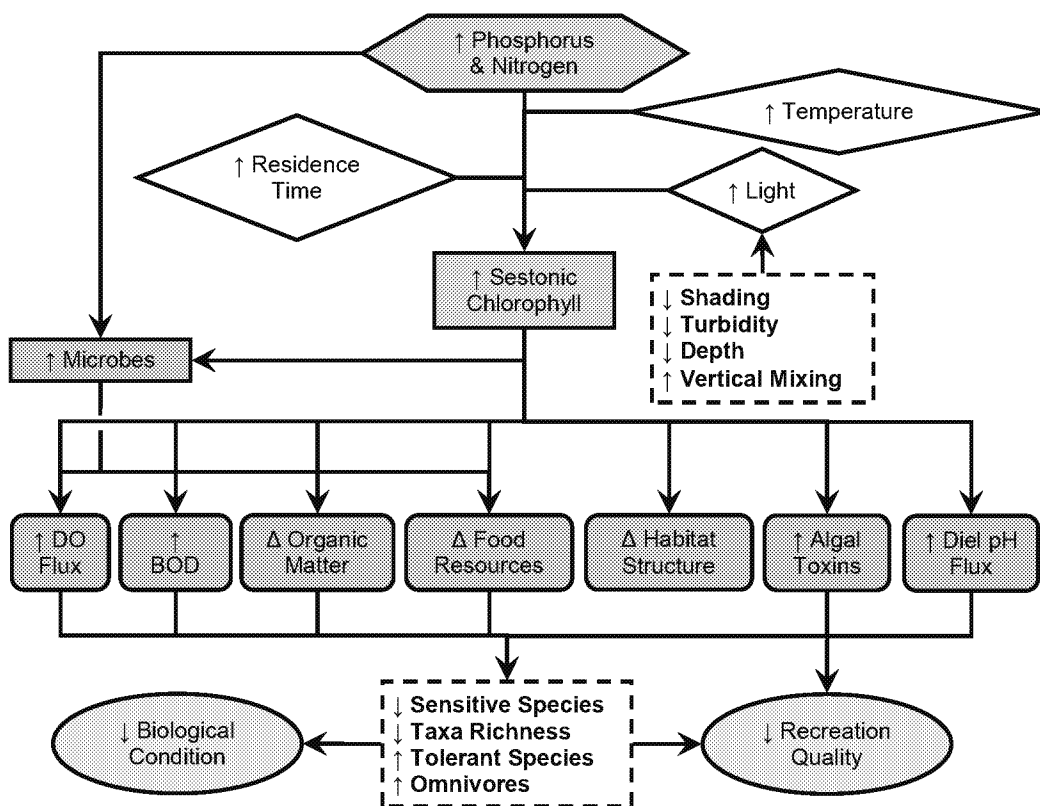 ↑ Phosphorus
& Nitrogen
↑ Temperature
↑ Residence
Time
↑ Light
↑ Sestonic
Chlorophyll
↓ Shading
↓ Turbidity
↓ Depth
↑ Vertical Mixing
↑ Microbes
↑ DO
Flux
↑
BOD
Δ Organic
Matter
Δ Food
Resources
Δ Habitat
Structure
↑ Algal
Toxins
↑ Diel pH
Flux
↓ Biological
Condition
↓ Sensitive Species
↓ Taxa Richness
↑ Tolerant Species
↑ Omnivores
↓ Recreation
Quality